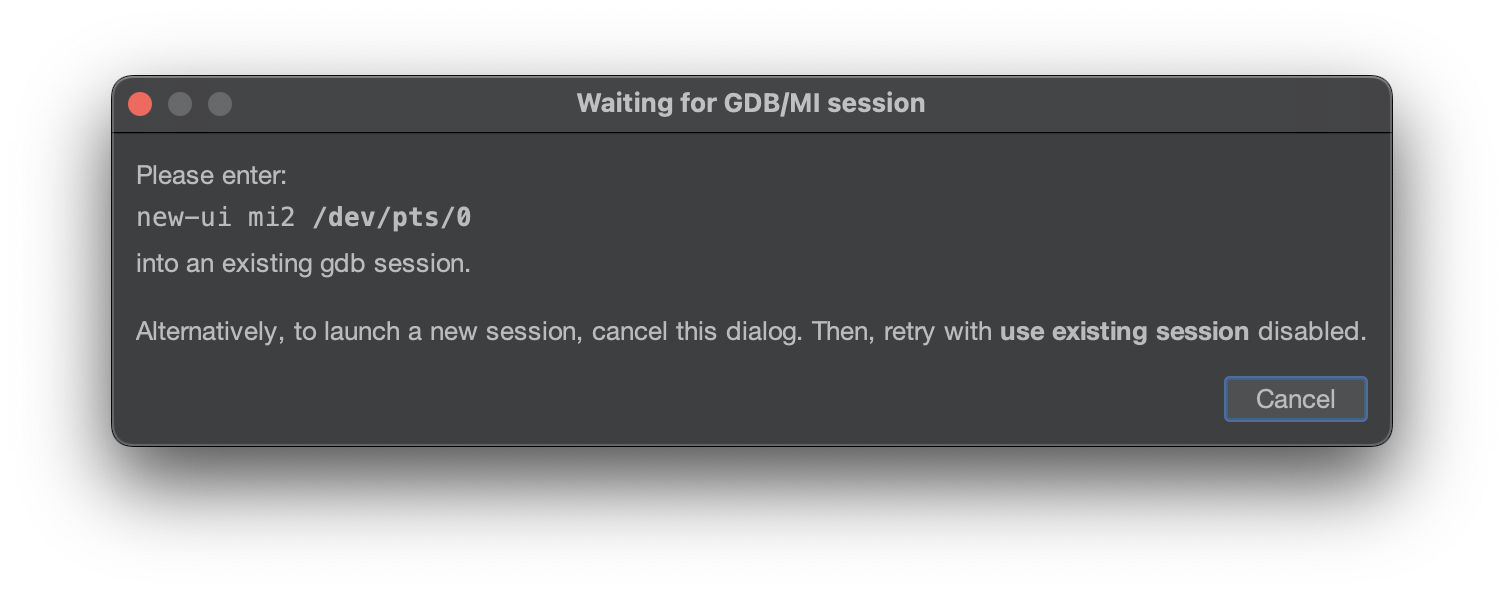 Waiting for GDB/MI session
Please enter:
new-ui mi2 /dev/pts/0
into an existing gdb session.
Alternatively, to launch a new session, cancel this dialog. Then, retry with use existing session disabled.
Cancel